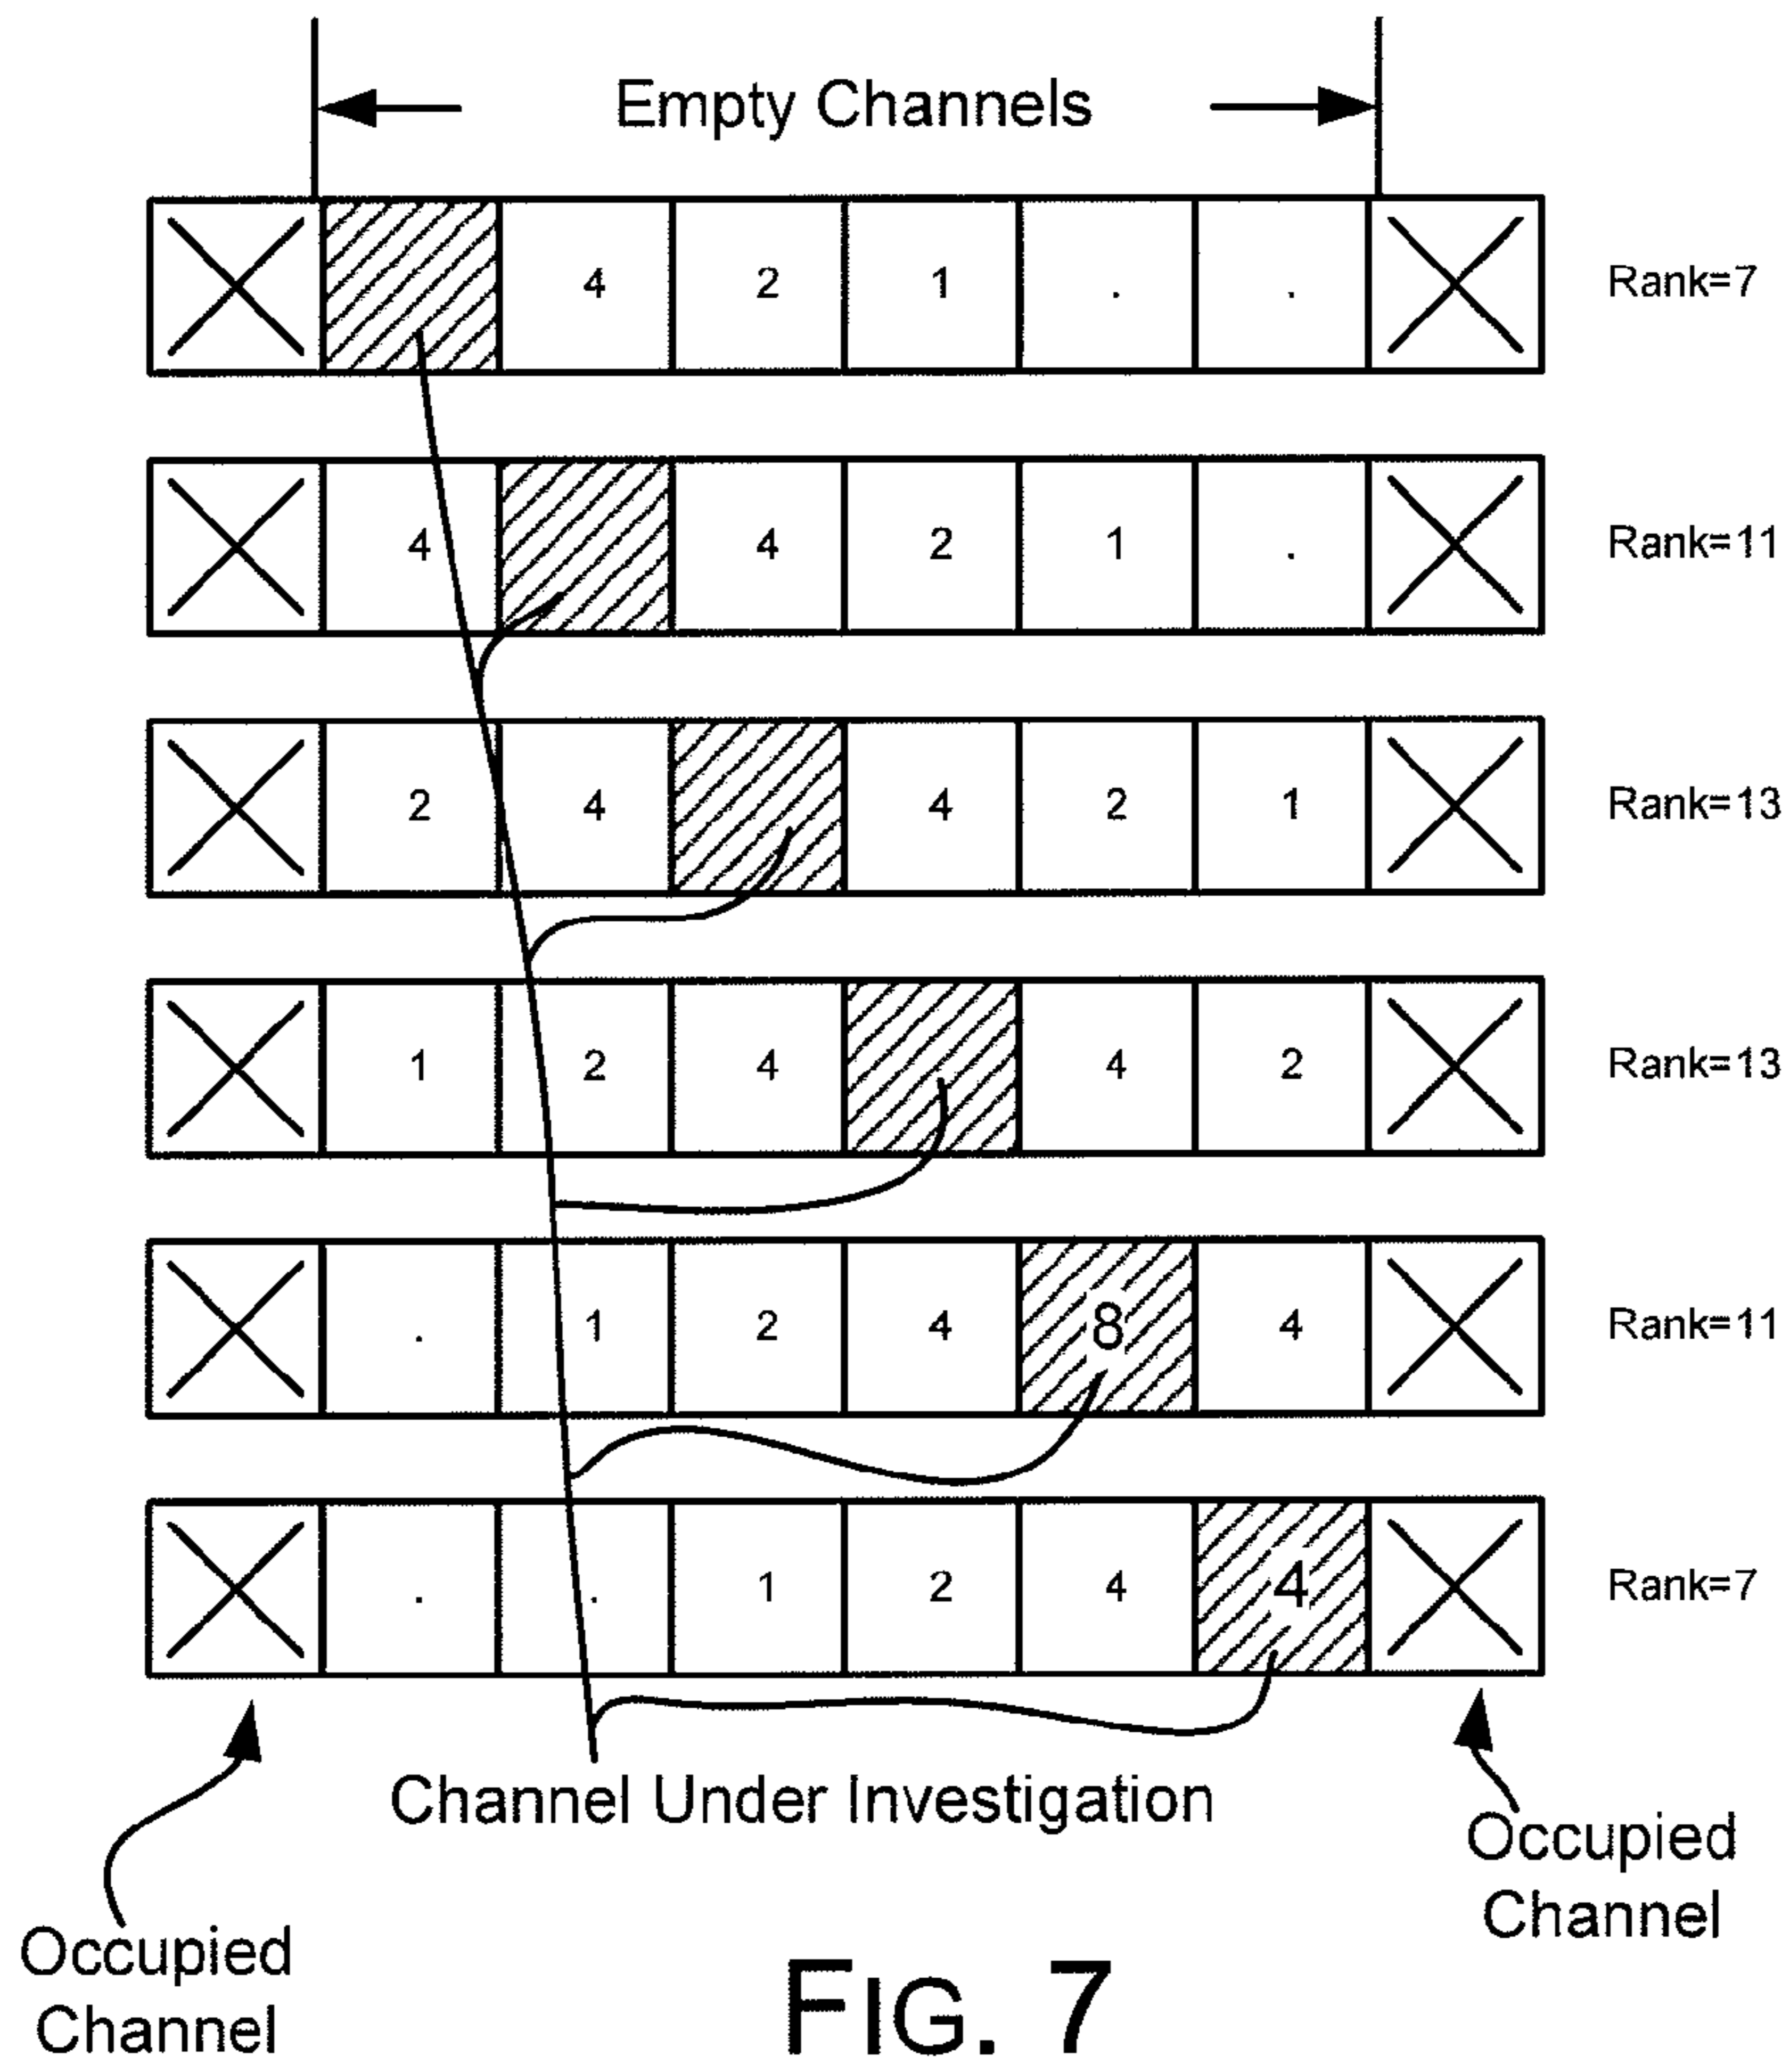 Empty Channels
4 2 1 . . Rank=7
4 4 2 1 . Rank=11
2 4 4 2 1 Rank=13
1 2 4 4 2 Rank=13
. 1 2 4 8 4 Rank=11
. . 1 2 4 4 Rank=7
Channel Under Investigation
Occupied
Channel
Occupied
Channel
FIG. 7